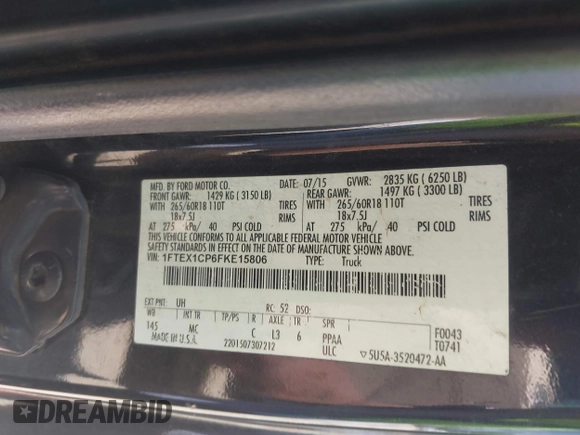 MFD. BY FORD MOTOR CO. 07/15 GVWR: 2835 KG ( 6250 LB)
FRONT GAWR: 1429 KG ( 3150 LB) REAR GAWR: 1497 KG ( 3300 LB)
WITH 265/60R18 110T TIRES WITH 265/60R18 110T TIRES
18x7.5J 18x7.5J
AT 275 kPa/ 40 PSI COLD AT 275 kPa/ 40 PSI COLD
THIS VEHICLE CONFORMS TO ALL APPLICABLE FEDERAL MOTOR VEHICLE
SAFETY STANDARDS IN EFFECT ON THE DATE OF MANUFACTURE SHOWN ABOVE.
VIN: 1FTEX1CP6FKE15806 TYPE: Truck
EXT PNT: UH RC: 52 DSO:
WB INT TR TP/PS R AXLE TR SPR F0043
145 MC C L3 6 PPAA T0741
MADE IN U.S.A. 2201507307212 ULC 5U5A-3520472-AA
DREAMBID